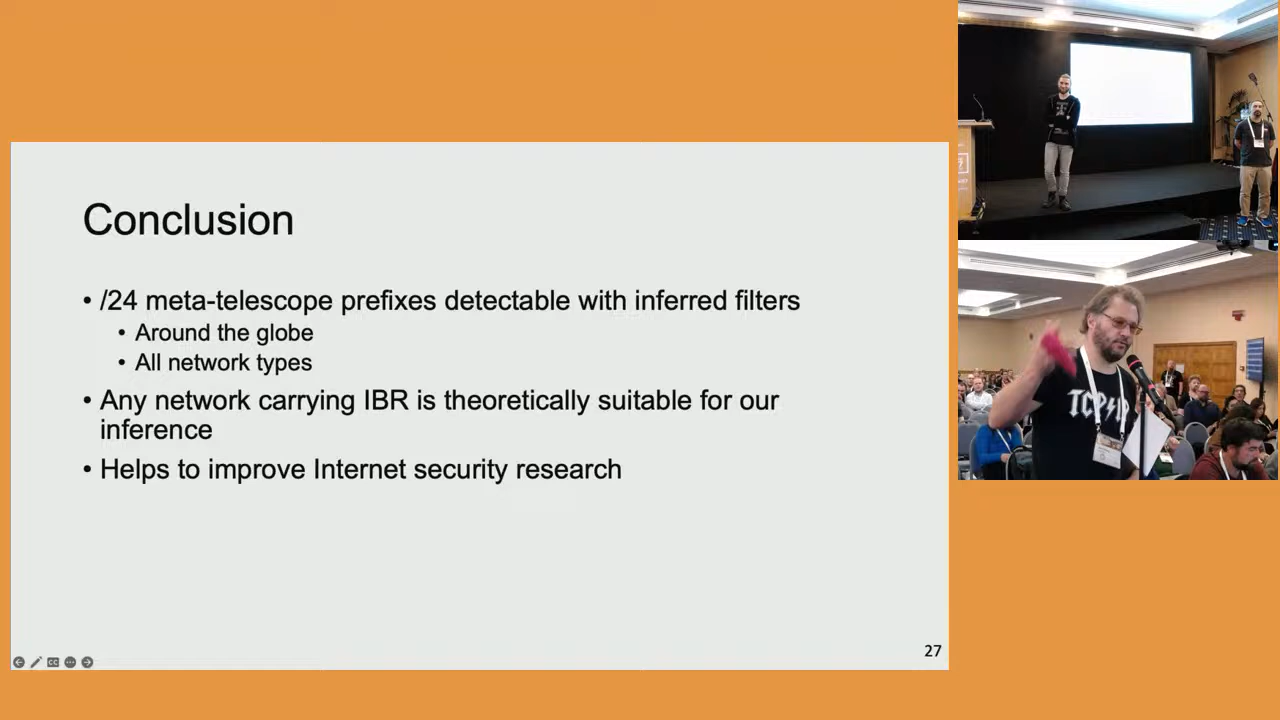 Conclusion
• /24 meta-telescope prefixes detectable with inferred filters
• Around the globe
• All network types
• Any network carrying IBR is theoretically suitable for our
inference
• Helps to improve Internet security research
27
TCP⚡IP